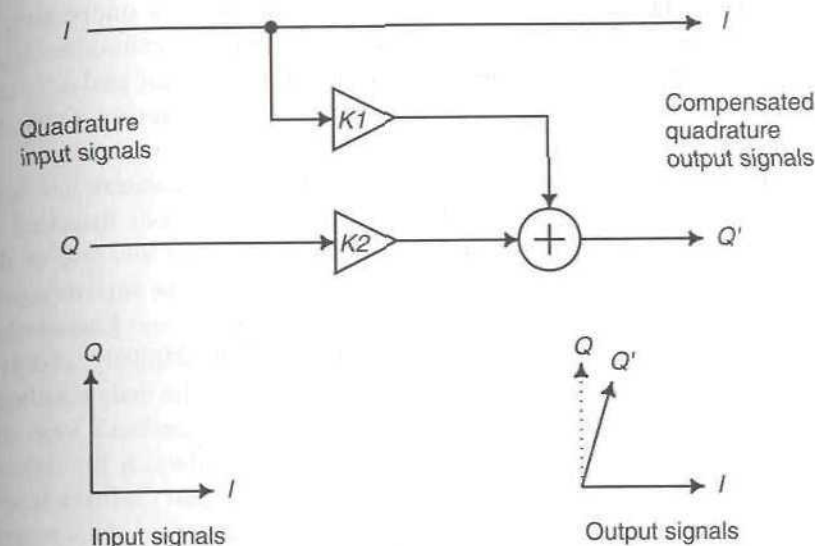 I
I
K1
Quadrature
input signals
Compensated
quadrature
output signals
Q
K2
+
Q'
Q
I
Input signals
Q
Q'
I
Output signals